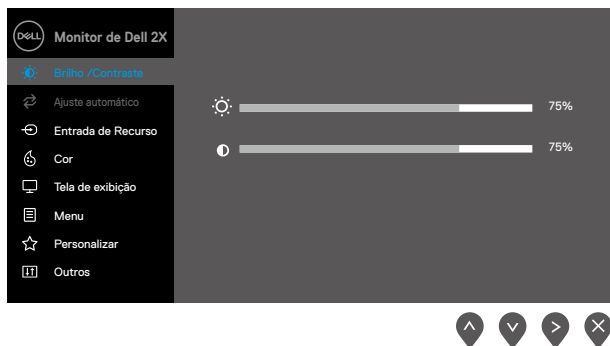 DELL
Monitor de Dell 2X
Brilho /Contraste
Ajuste automático
Entrada de Recurso
Cor
Tela de exibição
Menu
Personalizar
Outros
75%
75%